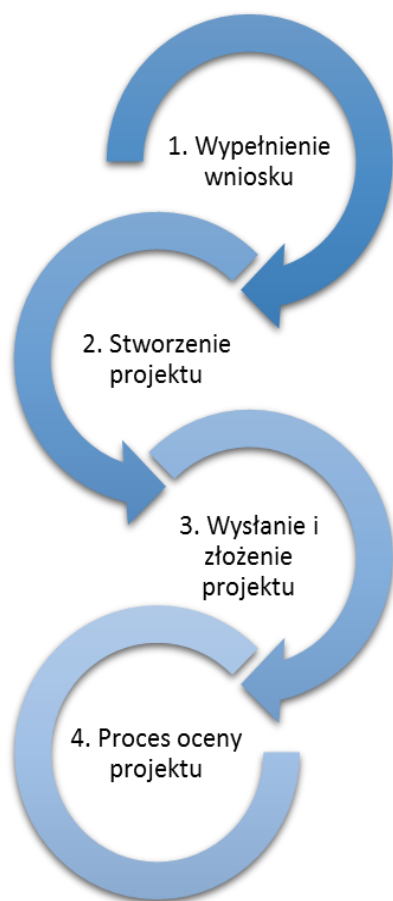 1. Wypełnienie
wniosku
2. Stworzenie
projektu
3. Wysłanie i
złożenie
projektu
4. Proces oceny
projektu